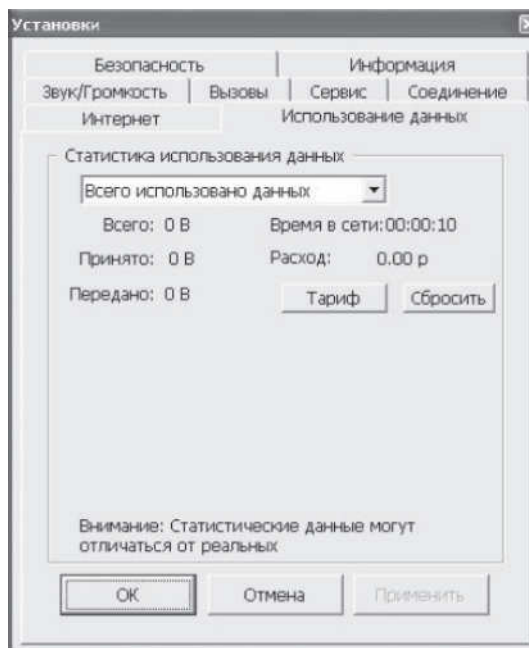 Установки
Безопасность Информация
Звук/Громкость Вызовы Сервис Соединение
Интернет Использование данных
Статистика использования данных
Всего использовано данных
Всего: 0 B Время в сети:00:00:10
Принято: 0 B Расход: 0.00 р
Передано: 0 B Тариф Сбросить
Внимание: Статистические данные могут
отличаться от реальных
OK Отмена Применить